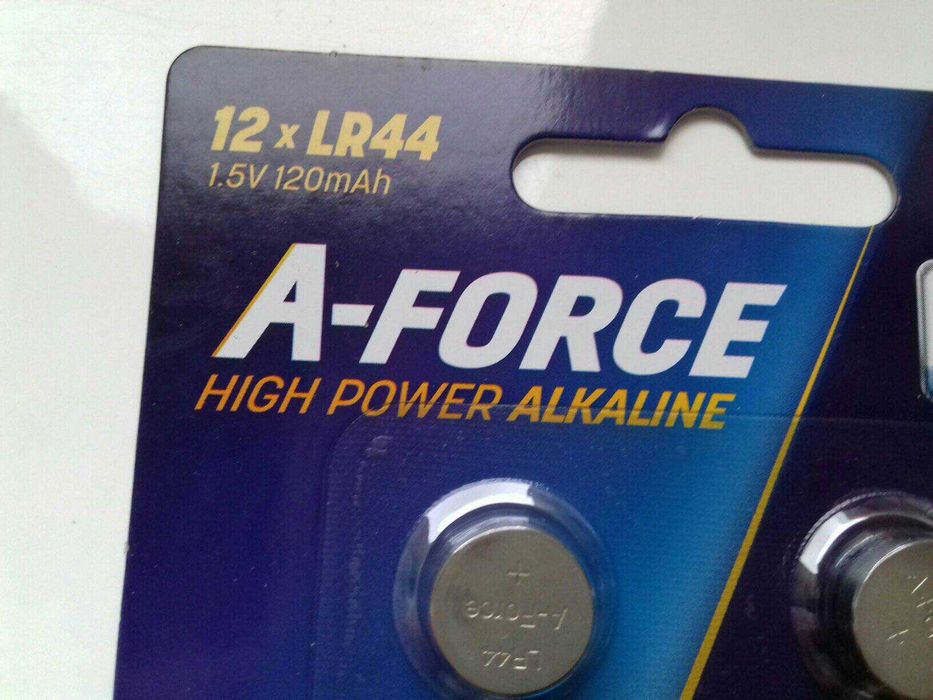 12 x LR44
1.5V 120mAh
A-FORCE
HIGH POWER ALKALINE
+
A-Force
LR44